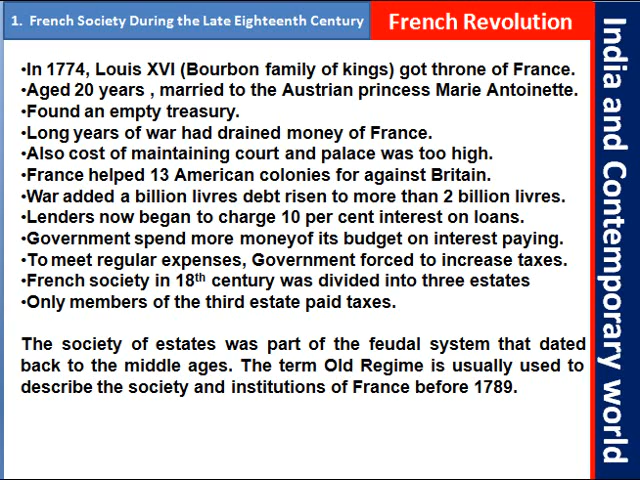 1. French Society During the Late Eighteenth Century
French Revolution
•In 1774, Louis XVI (Bourbon family of kings) got throne of France.
•Aged 20 years , married to the Austrian princess Marie Antoinette.
•Found an empty treasury.
•Long years of war had drained money of France.
•Also cost of maintaining court and palace was too high.
•France helped 13 American colonies for against Britain.
•War added a billion livres debt risen to more than 2 billion livres.
•Lenders now began to charge 10 per cent interest on loans.
•Government spend more moneyof its budget on interest paying.
•To meet regular expenses, Government forced to increase taxes.
•French society in 18th century was divided into three estates
•Only members of the third estate paid taxes.
The society of estates was part of the feudal system that dated
back to the middle ages. The term Old Regime is usually used to
describe the society and institutions of France before 1789.
India and Contemporary world